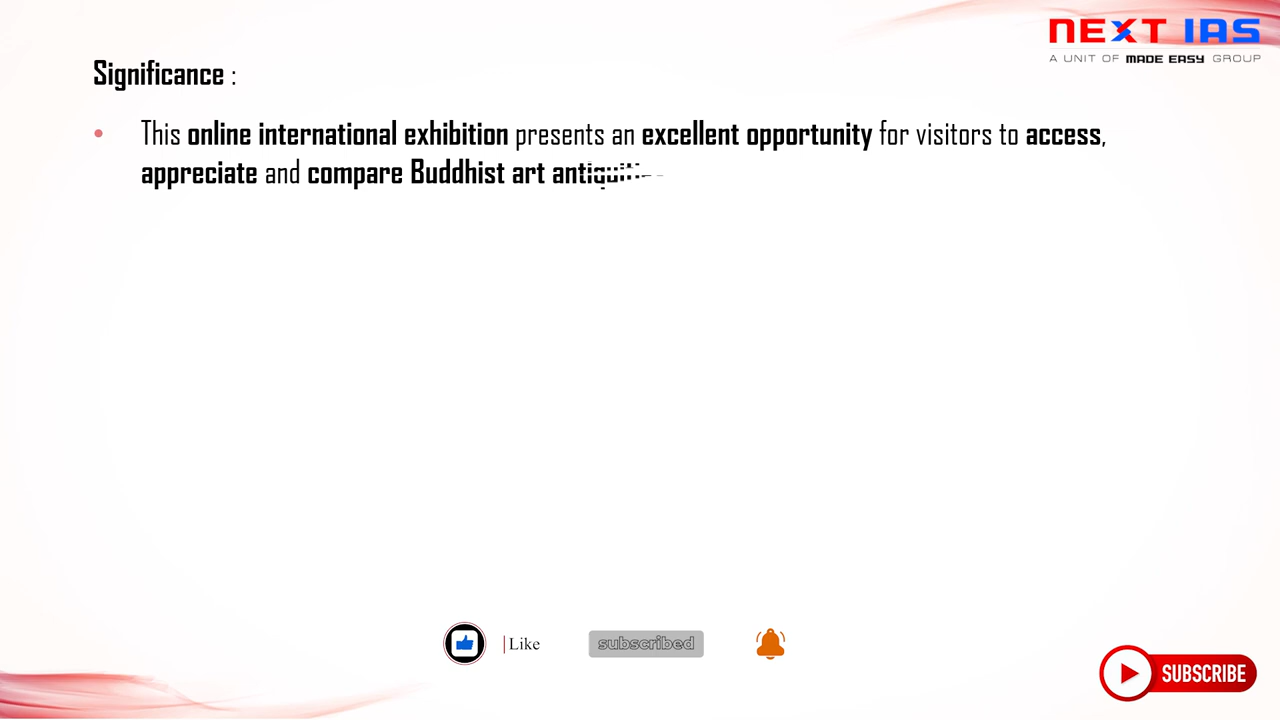 NEXT IAS
A UNIT OF MADE EASY GROUP
Significance :
• This online international exhibition presents an excellent opportunity for visitors to access,
appreciate and compare Buddhist art
Like
subscribed
SUBSCRIBE